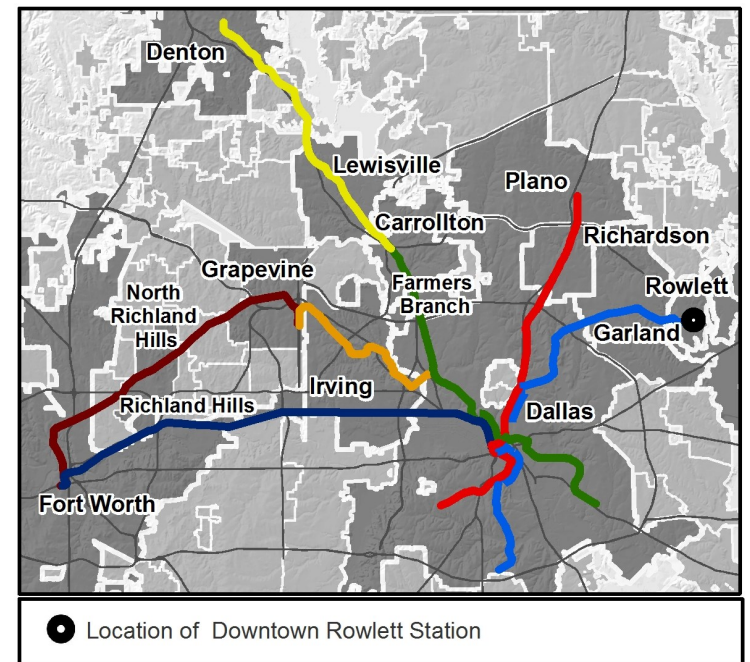 Denton
Lewisville
Plano
Carrollton
Richardson
Grapevine
Farmers
Branch
Rowlett
North
Richland
Hills
Garland
Irving
Richland Hills
Dallas
Fort Worth
Location of Downtown Rowlett Station